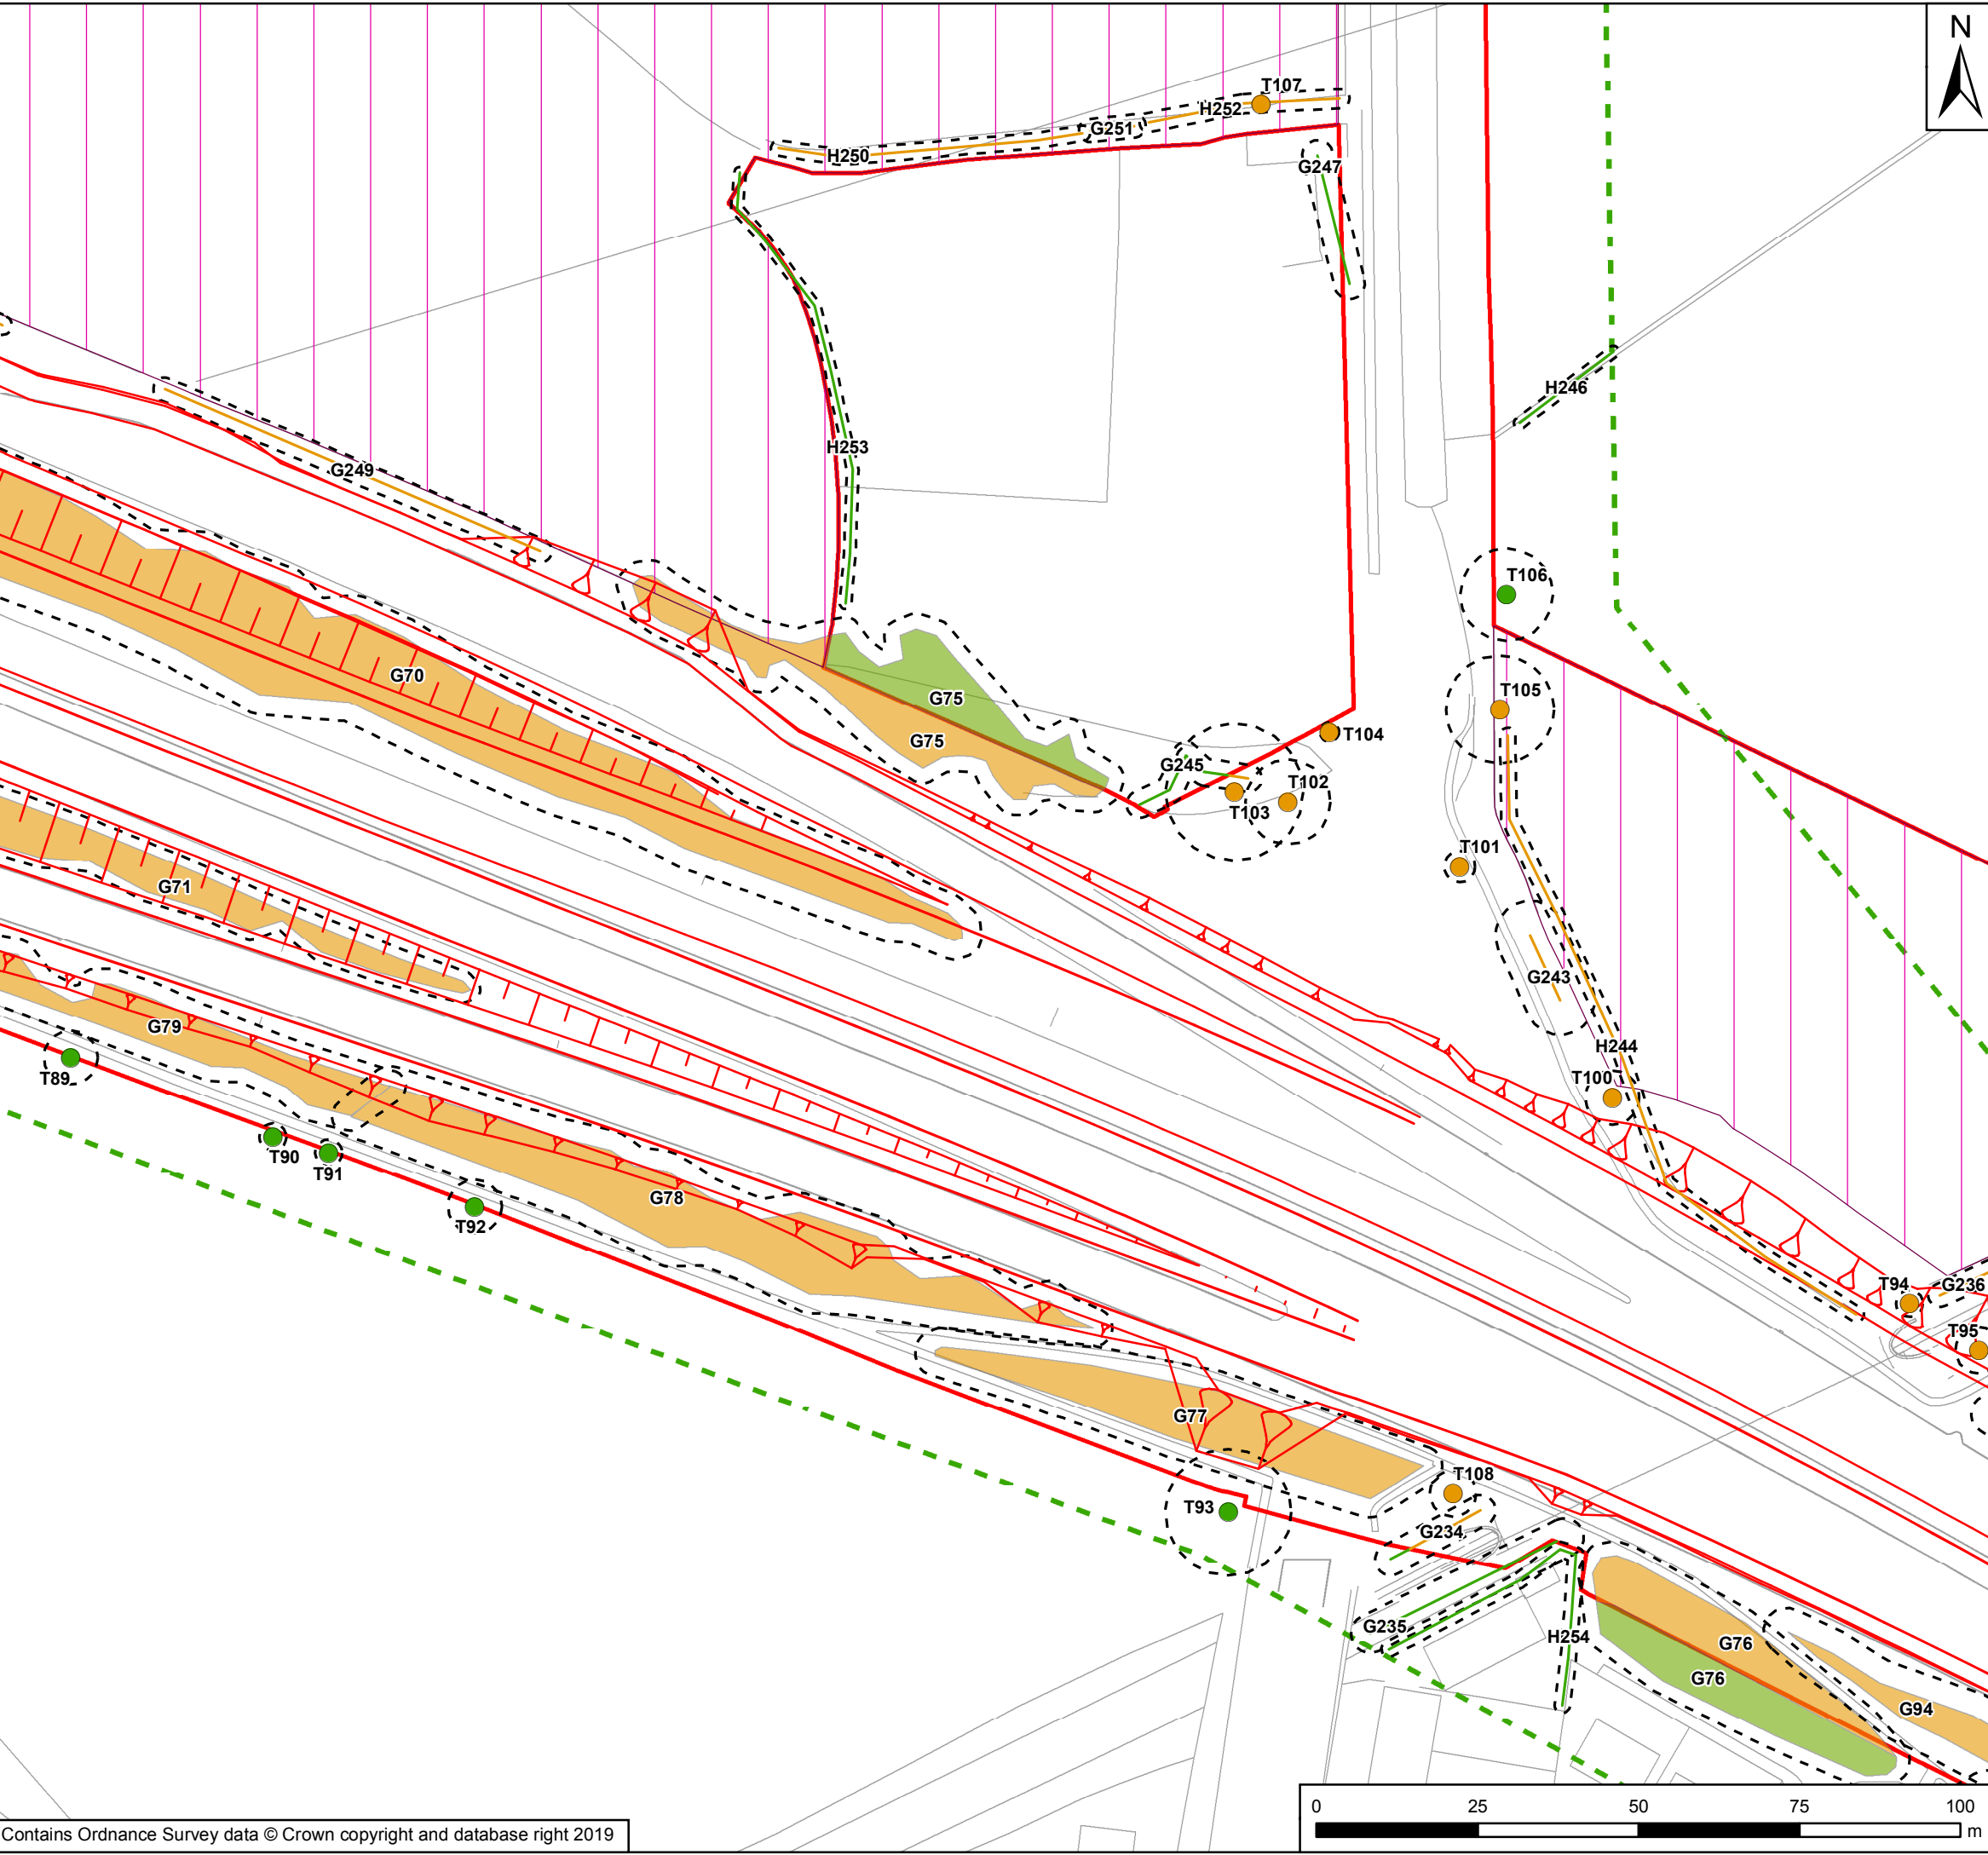 N
T107
H252
G251
H250
G247
H246
H253
G249
T106
G70
T105
G75
G75
T104
G245
T102
T103
T101
G71
G243
G79
H244
T89
T100
T90
T91
G78
T92
T94
G236
T95
G77
T108
T93
G234
G235
H254
G76
G76
G94
0 25 50 75 100
m
Contains Ordnance Survey data © Crown copyright and database right 2019